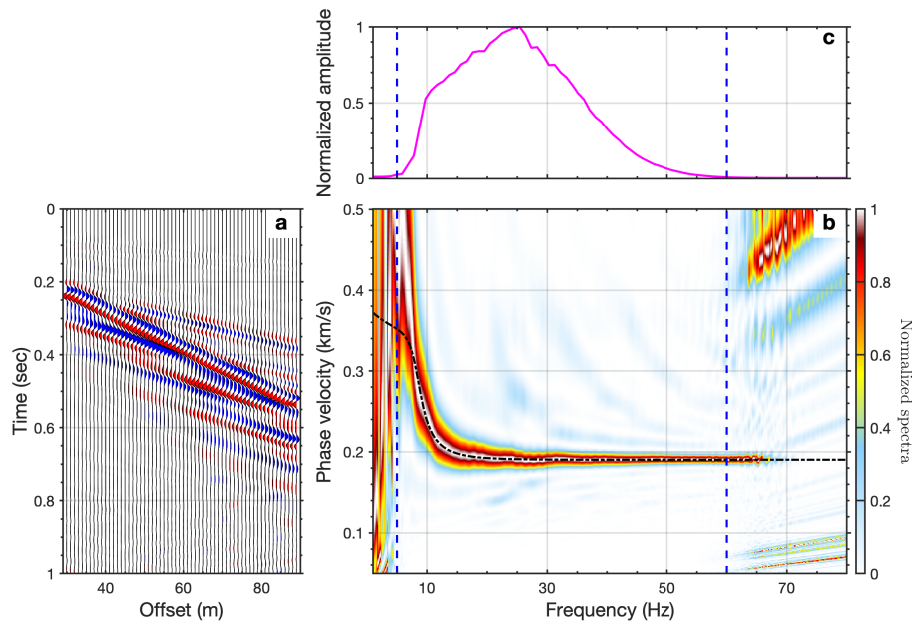 c
Normalized amplitude
1
0.5
0
a
Time (sec)
0
0.2
0.4
0.6
0.8
1
40 60 80
Offset (m)
b
Phase velocity (km/s)
0.5
0.4
0.3
0.2
0.1
10 30 50 70
Frequency (Hz)
1
0.8
0.6
0.4
0.2
0
Normalized spectra